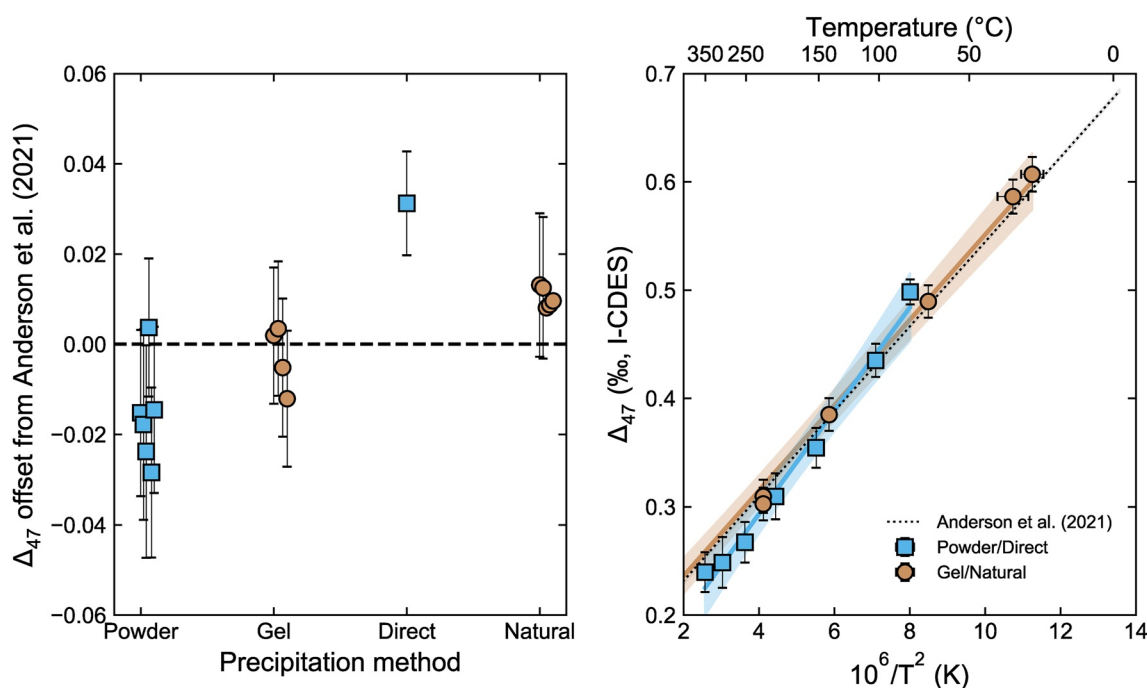 Δ47 offset from Anderson et al. (2021)
0.06
0.04
0.02
0.00
−0.02
−0.04
−0.06
Powder Gel Direct Natural
Precipitation method
Temperature (°C)
350 250 150 100 50 0
Δ47 (‰, I-CDES)
0.7
0.6
0.5
0.4
0.3
0.2
Anderson et al. (2021)
Powder/Direct
Gel/Natural
2 4 6 8 10 12 14
10^6/T^2 (K)